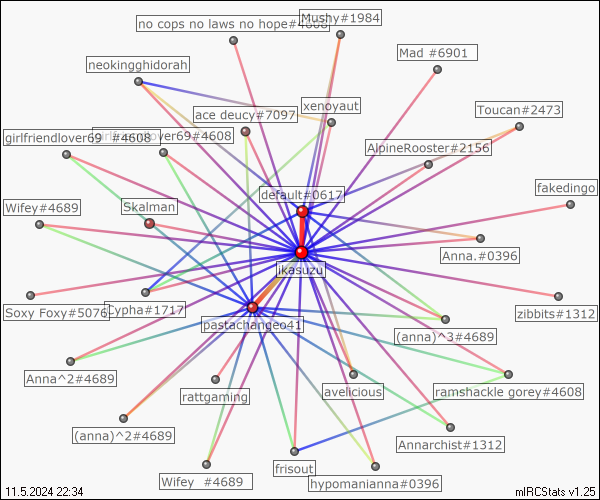 no cops no laws no hope#4608
Mushy#1984
Mad #6901
neokingghidorah
xenoyaut
ace deucy#7097
Toucan#2473
girlfriendlover69 #4608
girlfriendlover69#4608
AlpineRooster#2156
default#0617
fakedingo
Wifey#4689
Skalman
Anna.#0396
ikasuzu
Soxy Foxy#5076
Cypha#1717
zibbits#1312
pastachangeo41
(anna)^3#4689
Anna^2#4689
rattgaming
avelicious
ramshackle gorey#4608
(anna)^2#4689
Annarchist#1312
frisout
Wifey #4689
hypomanianna#0396
11.5.2024 22:34
mIRCStats v1.25